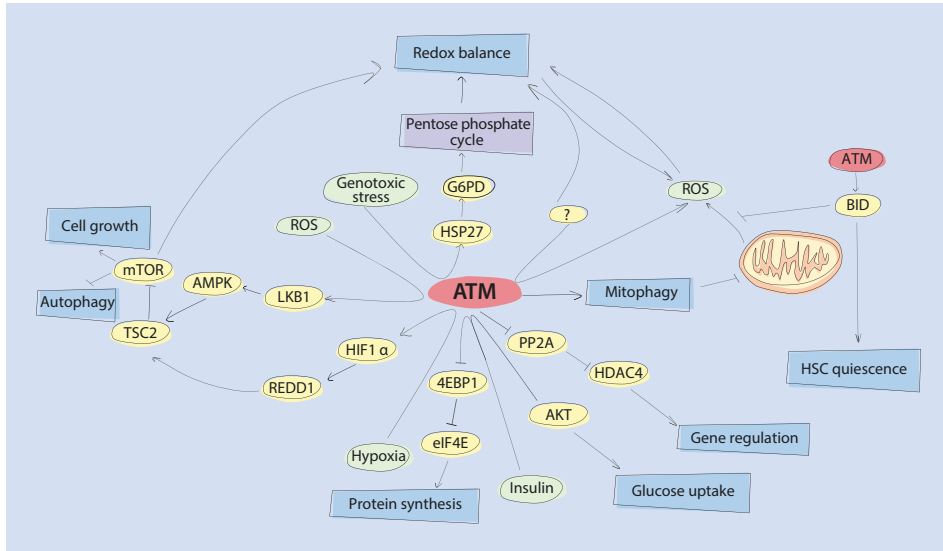 Redox balance
Pentose phosphate
cycle
Genotoxic
stress
G6PD
ROS
ATM
ROS
BID
Cell growth
HSP27
?
mTOR
AMPK
LKB1
ATM
Mitophagy
Autophagy
TSC2
HIF1 α
PP2A
REDD1
4EBP1
HDAC4
HSC quiescence
AKT
eIF4E
Gene regulation
Hypoxia
Insulin
Glucose uptake
Protein synthesis